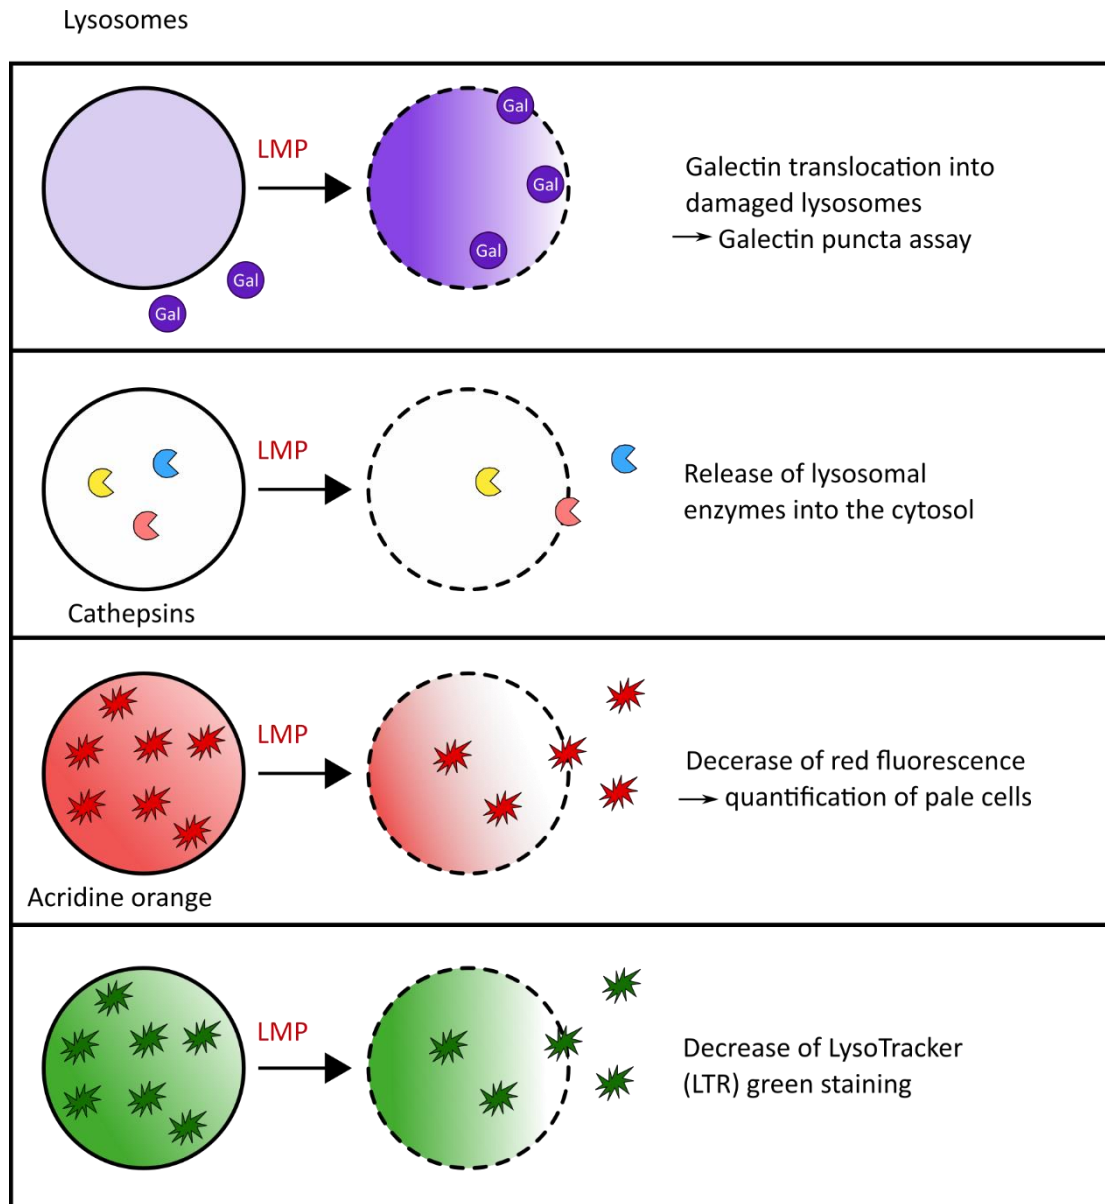 Lysosomes
LMP
Gal
Gal
Gal
Gal
Gal
Galectin translocation into
damaged lysosomes
→ Galectin puncta assay
LMP
Cathepsins
Release of lysosomal
enzymes into the cytosol
LMP
Acridine orange
Decerase of red fluorescence
→ quantification of pale cells
LMP
Decrease of LysoTracker
(LTR) green staining